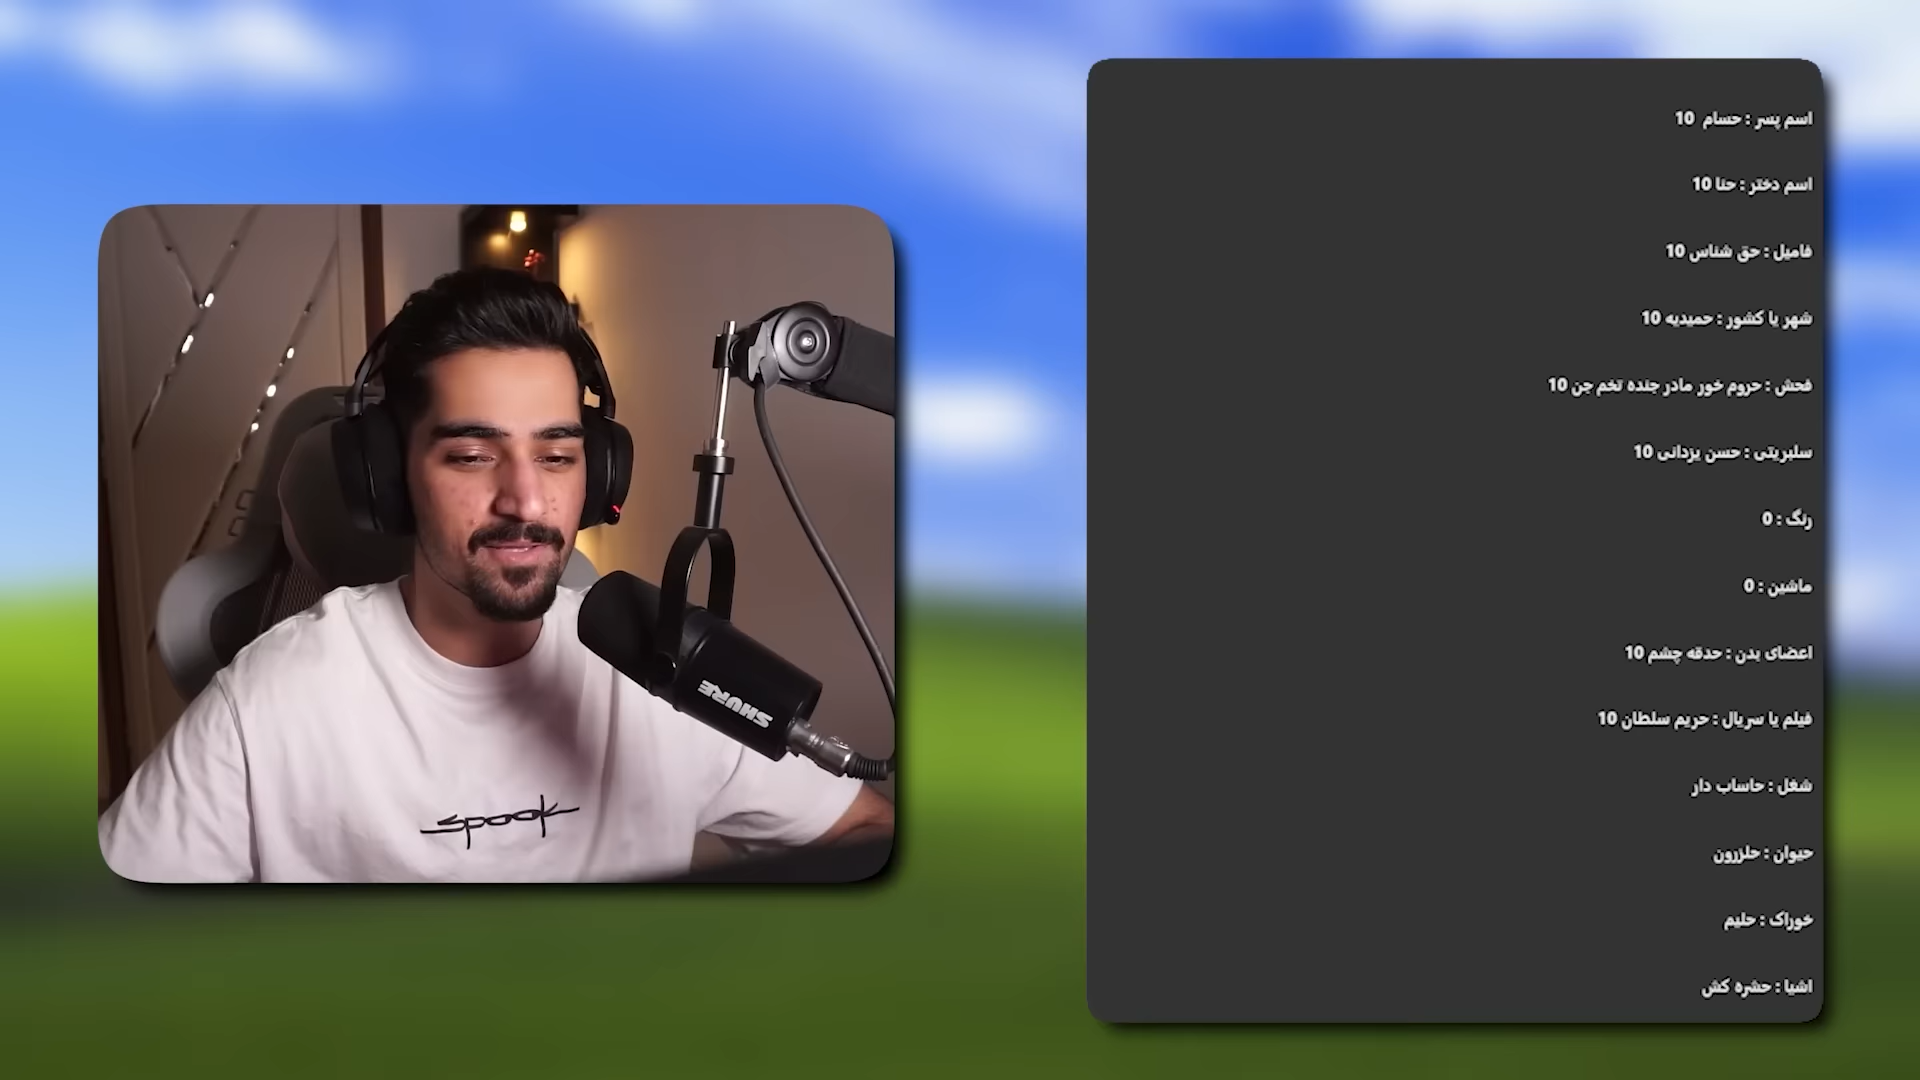 اسم پسر : حسام 10
اسم دختر : حنا 10
فامیل : حق شناس 10
شهر یا کشور : حمیدیه 10
فحش : حروم خور مادر جنده تخم جن 10
سلبریتی : حسن یزدانی 10
رنگ : 0
ماشین : 0
اعضای بدن : حدقه چشم 10
فیلم یا سریال : حریم سلطان 10
شغل : حاساب دار
حیوان : حلزرون
خوراک : حلیم
اشیا : حشره کش
SHURE
spook